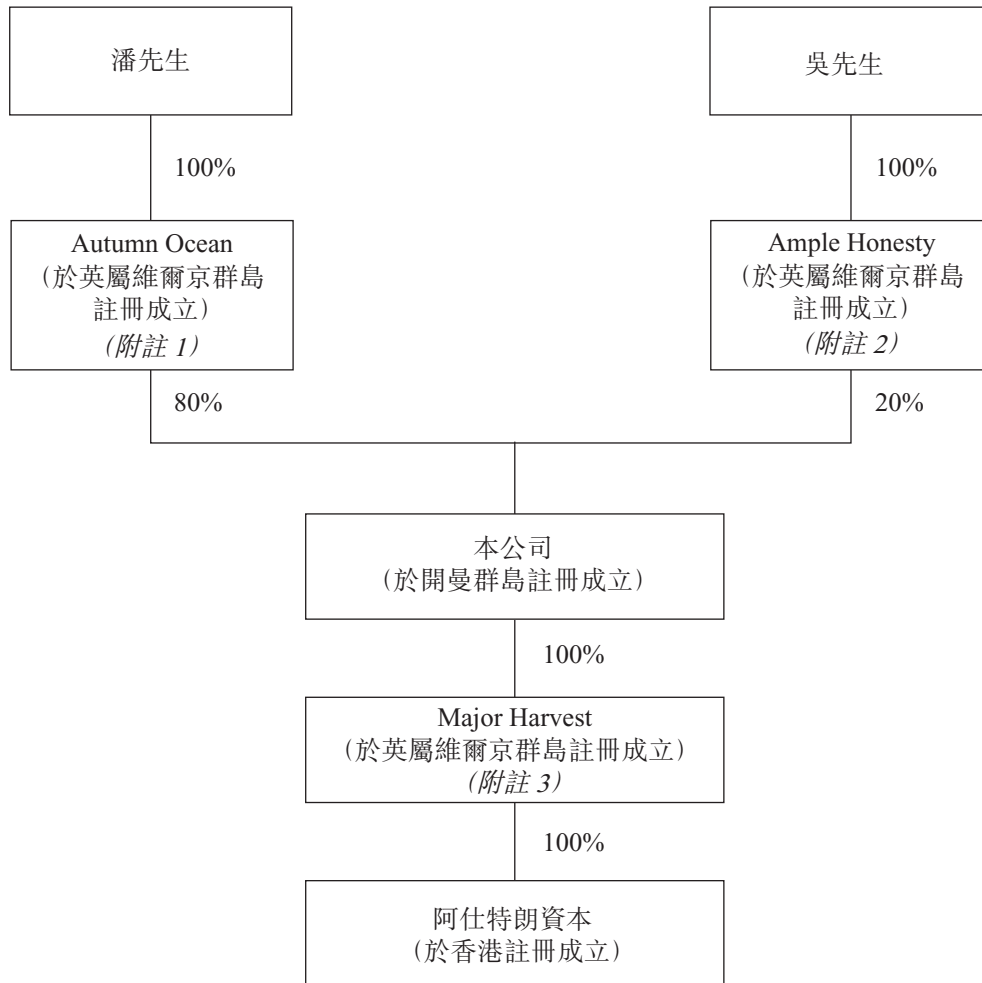 潘先生
吳先生
100%
100%
Autumn Ocean
(於英屬維爾京群島
註冊成立)
(附註 1)
Ample Honesty
(於英屬維爾京群島
註冊成立)
(附註 2)
80%
20%
本公司
(於開曼群島註冊成立)
100%
Major Harvest
(於英屬維爾京群島註冊成立)
(附註 3)
100%
阿仕特朗資本
(於香港註冊成立)